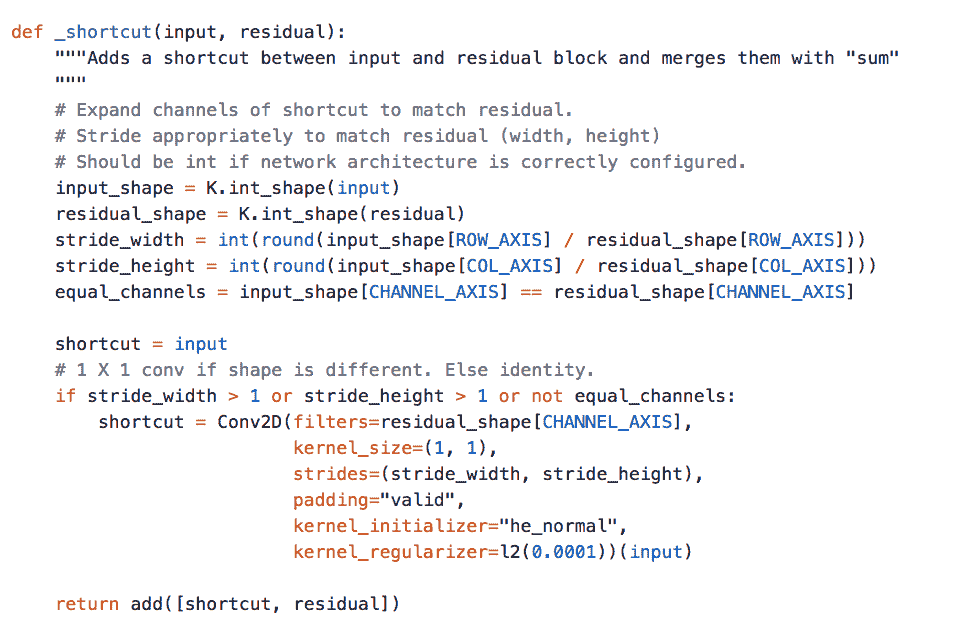 def _shortcut(input, residual):
    """Adds a shortcut between input and residual block and merges them with "sum"
    """
    # Expand channels of shortcut to match residual.
    # Stride appropriately to match residual (width, height)
    # Should be int if network architecture is correctly configured.
    input_shape = K.int_shape(input)
    residual_shape = K.int_shape(residual)
    stride_width = int(round(input_shape[ROW_AXIS] / residual_shape[ROW_AXIS]))
    stride_height = int(round(input_shape[COL_AXIS] / residual_shape[COL_AXIS]))
    equal_channels = input_shape[CHANNEL_AXIS] == residual_shape[CHANNEL_AXIS]

    shortcut = input
    # 1 X 1 conv if shape is different. Else identity.
    if stride_width > 1 or stride_height > 1 or not equal_channels:
        shortcut = Conv2D(filters=residual_shape[CHANNEL_AXIS],
                          kernel_size=(1, 1),
                          strides=(stride_width, stride_height),
                          padding="valid",
                          kernel_initializer="he_normal",
                          kernel_regularizer=l2(0.0001))(input)

    return add([shortcut, residual])